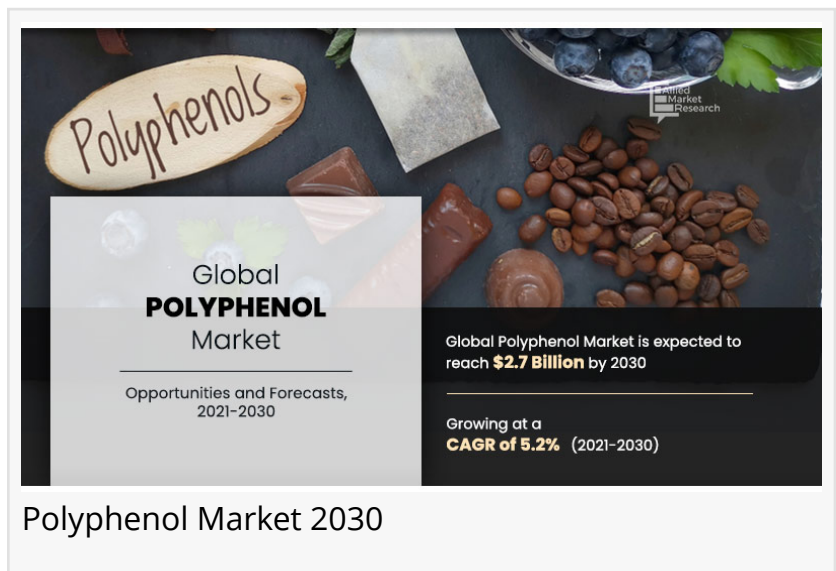 Polyphenols
Allied
Market
Research
Global
POLYPHENOL
Market
Opportunities and Forecasts,
2021-2030
Global Polyphenol Market is expected to
reach $2.7 Billion by 2030
Growing at a
CAGR of 5.2% (2021-2030)
Polyphenol Market 2030